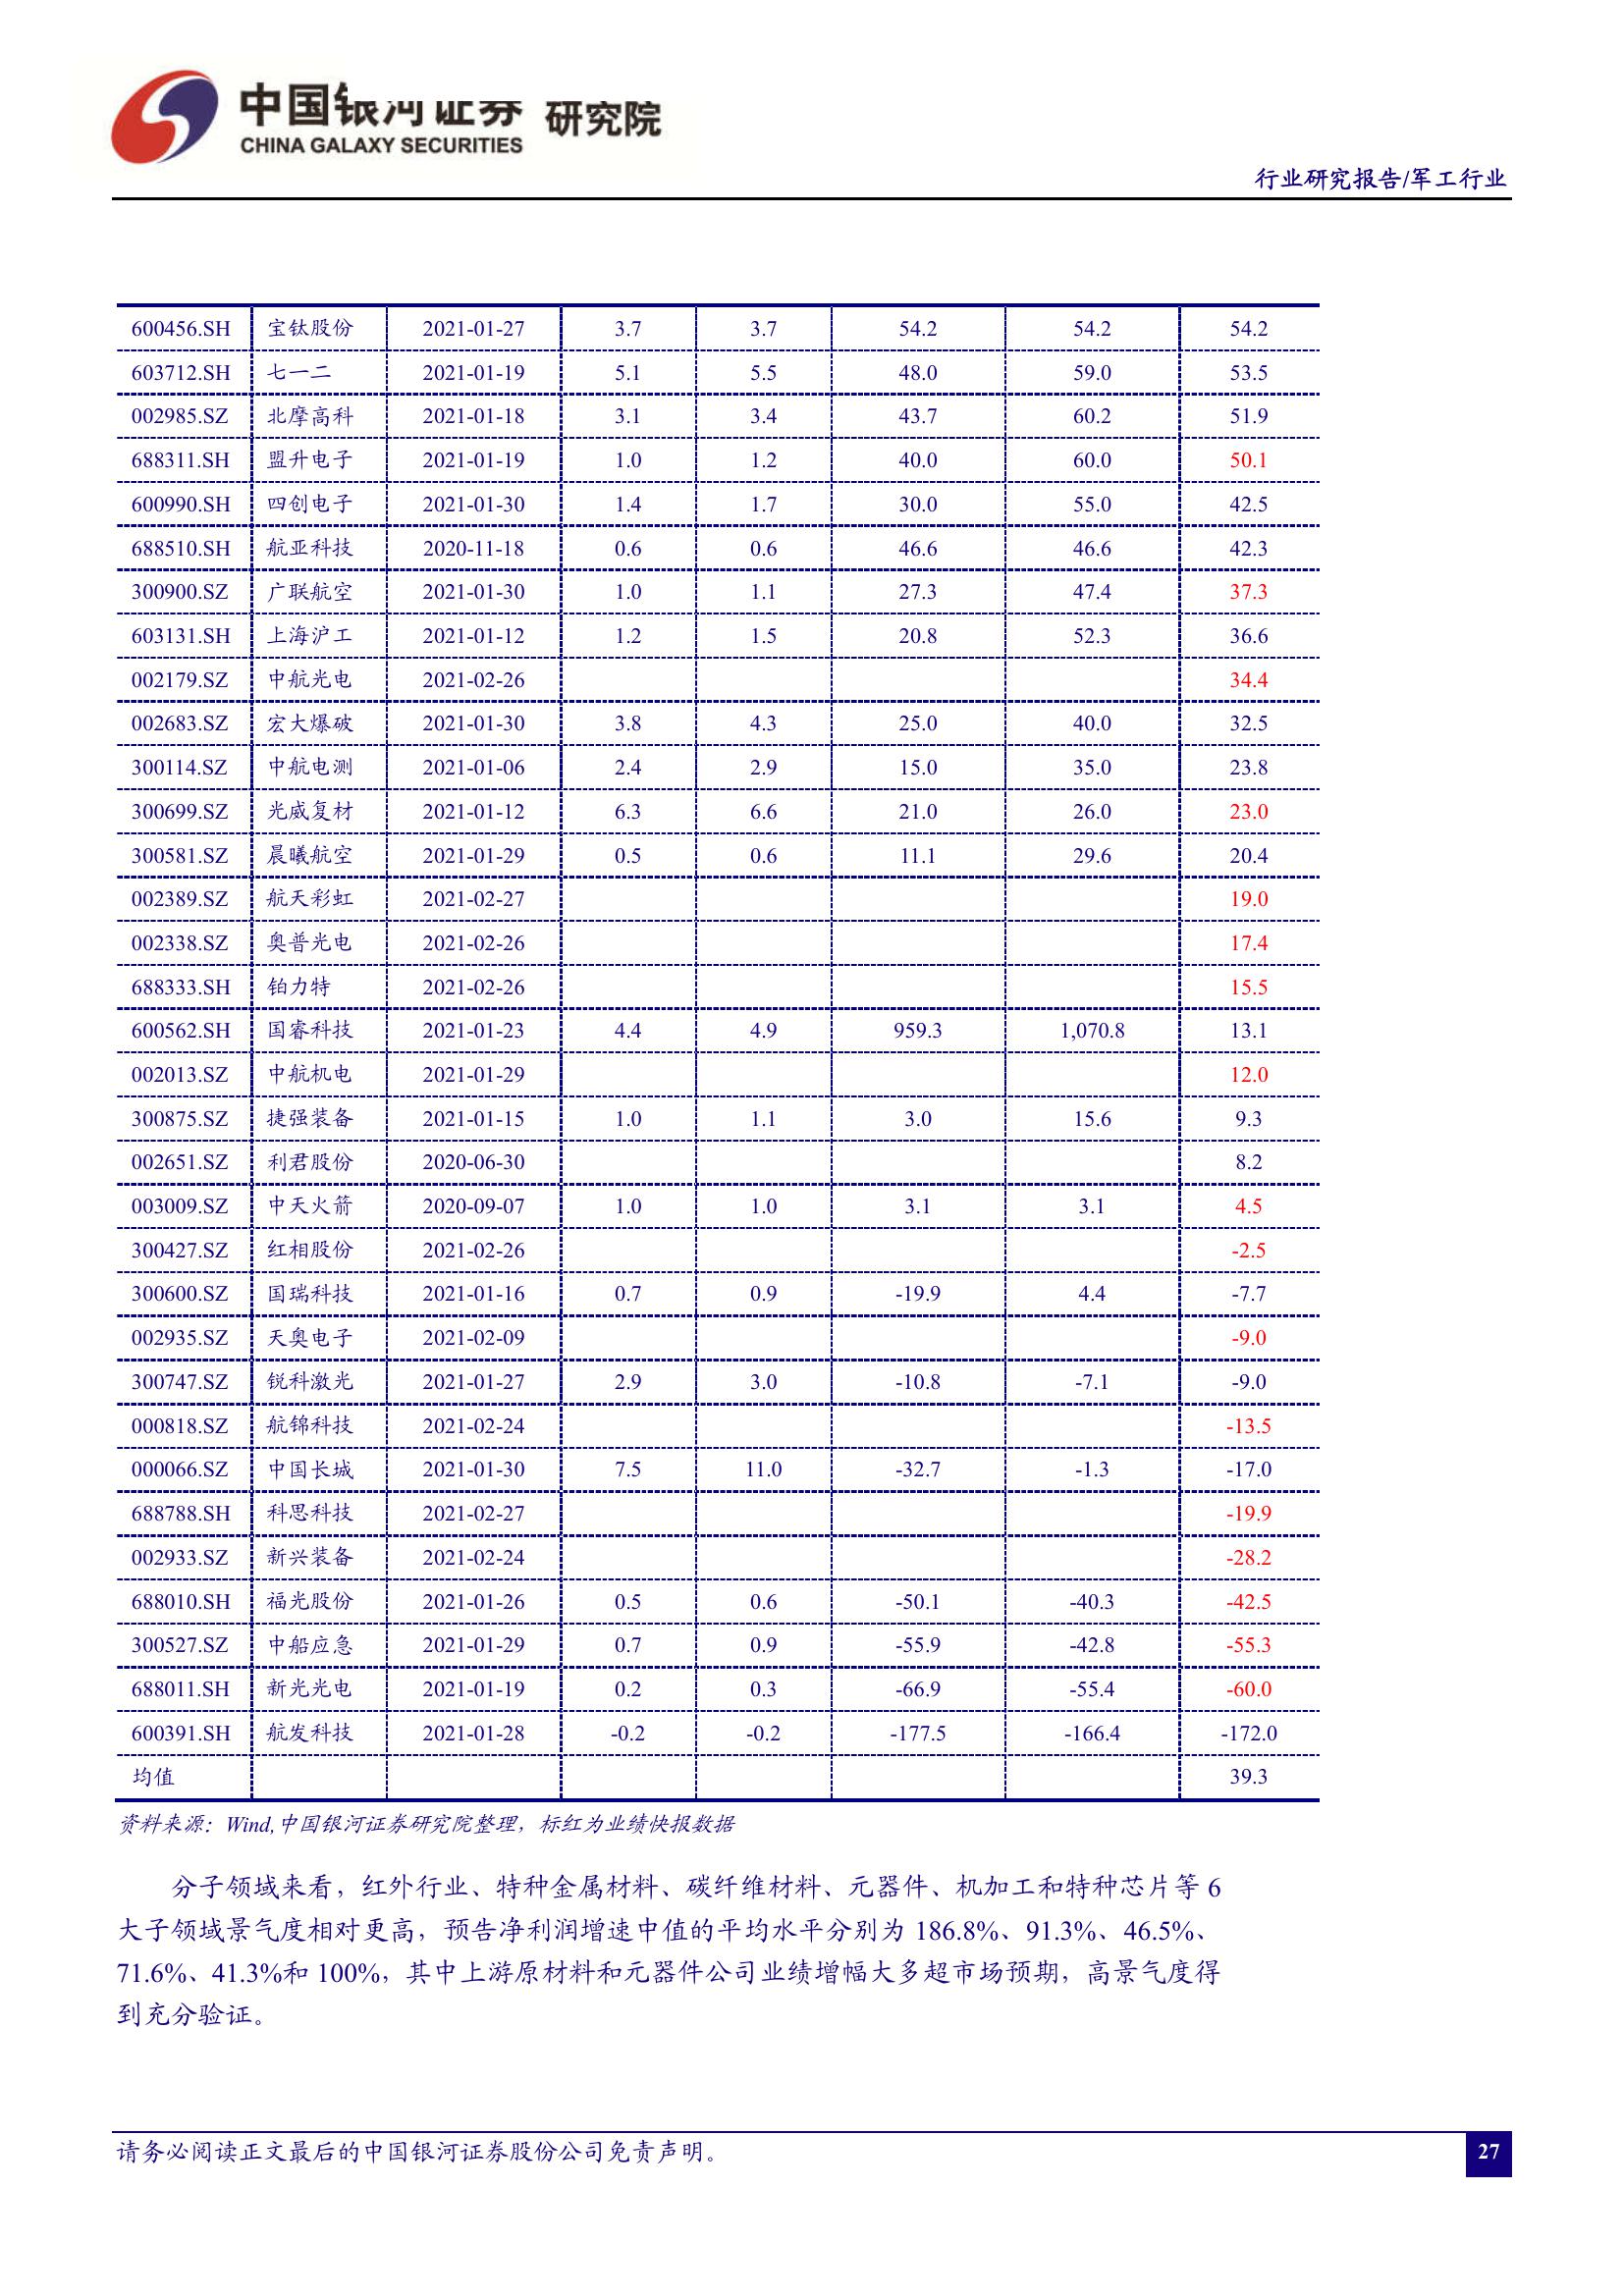 中国银河证券 研究院
CHINA GALAXY SECURITIES
行业研究报告/军工行业
600456.SH 宝钛股份 2021-01-27 3.7 3.7 54.2 54.2 54.2
603712.SH 七一二 2021-01-19 5.1 5.5 48.0 59.0 53.5
002985.SZ 北摩高科 2021-01-18 3.1 3.4 43.7 60.2 51.9
688311.SH 盟升电子 2021-01-19 1.0 1.2 40.0 60.0 50.1
600990.SH 四创电子 2021-01-30 1.4 1.7 30.0 55.0 42.5
688510.SH 航亚科技 2020-11-18 0.6 0.6 46.6 46.6 42.3
300900.SZ 广联航空 2021-01-30 1.0 1.1 27.3 47.4 37.3
603131.SH 上海沪工 2021-01-12 1.2 1.5 20.8 52.3 36.6
002179.SZ 中航光电 2021-02-26 34.4
002683.SZ 宏大爆破 2021-01-30 3.8 4.3 25.0 40.0 32.5
300114.SZ 中航电测 2021-01-06 2.4 2.9 15.0 35.0 23.8
300699.SZ 光威复材 2021-01-12 6.3 6.6 21.0 26.0 23.0
300581.SZ 晨曦航空 2021-01-29 0.5 0.6 11.1 29.6 20.4
002389.SZ 航天彩虹 2021-02-27 19.0
002338.SZ 奥普光电 2021-02-26 17.4
688333.SH 铂力特 2021-02-26 15.5
600562.SH 国睿科技 2021-01-23 4.4 4.9 959.3 1,070.8 13.1
002013.SZ 中航机电 2021-01-29 12.0
300875.SZ 捷强装备 2021-01-15 1.0 1.1 3.0 15.6 9.3
002651.SZ 利君股份 2020-06-30 8.2
003009.SZ 中天火箭 2020-09-07 1.0 1.0 3.1 3.1 4.5
300427.SZ 红相股份 2021-02-26 -2.5
300600.SZ 国瑞科技 2021-01-16 0.7 0.9 -19.9 4.4 -7.7
002935.SZ 天奥电子 2021-02-09 -9.0
300747.SZ 锐科激光 2021-01-27 2.9 3.0 -10.8 -7.1 -9.0
000818.SZ 航锦科技 2021-02-24 -13.5
000066.SZ 中国长城 2021-01-30 7.5 11.0 -32.7 -1.3 -17.0
688788.SH 科思科技 2021-02-27 -19.9
002933.SZ 新兴装备 2021-02-24 -28.2
688010.SH 福光股份 2021-01-26 0.5 0.6 -50.1 -40.3 -42.5
300527.SZ 中船应急 2021-01-29 0.7 0.9 -55.9 -42.8 -55.3
688011.SH 新光光电 2021-01-19 0.2 0.3 -66.9 -55.4 -60.0
600391.SH 航发科技 2021-01-28 -0.2 -0.2 -177.5 -166.4 -172.0
均值 39.3
资料来源：Wind,中国银河证券研究院整理，标红为业绩快报数据
分子领域来看，红外行业、特种金属材料、碳纤维材料、元器件、机加工和特种芯片等 6
大子领域景气度相对更高，预告净利润增速中值的平均水平分别为 186.8%、91.3%、46.5%、
71.6%、41.3%和 100%，其中上游原材料和元器件公司业绩增幅大多超市场预期，高景气度得
到充分验证。
请务必阅读正文最后的中国银河证券股份公司免责声明。
27